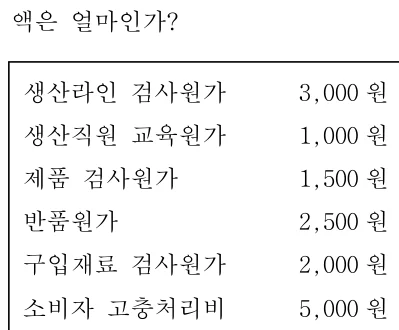 액은 얼마인가?
생산라인 검사원가 3,000 원
생산직원 교육원가 1,000 원
제품 검사원가 1,500 원
반품원가 2,500 원
구입재료 검사원가 2,000 원
소비자 고충처리비 5,000 원